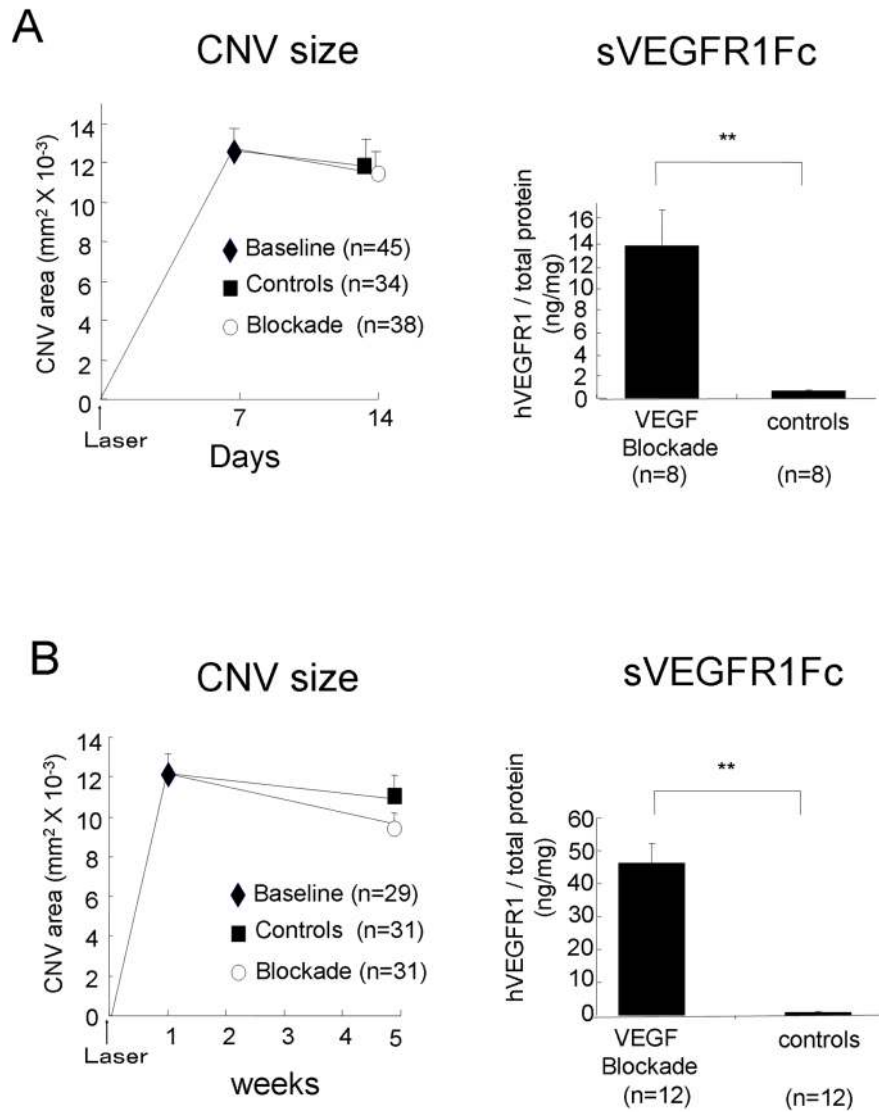 A
CNV size
CNV area (mm² X 10⁻³)
14
12
10
8
6
4
2
0
Baseline (n=45)
Controls (n=34)
Blockade (n=38)
7
14
Laser
Days
sVEGFR1Fc
**
hVEGFR1 / total protein
(ng/mg)
16
14
12
10
8
6
4
2
0
VEGF
Blockade
(n=8)
controls
(n=8)
B
CNV size
CNV area (mm² X 10⁻³)
14
12
10
8
6
4
2
0
Baseline (n=29)
Controls (n=31)
Blockade (n=31)
1
2
3
4
5
Laser
weeks
sVEGFR1Fc
**
hVEGFR1 / total protein
(ng/mg)
60
50
40
30
20
10
0
VEGF
Blockade
(n=12)
controls
(n=12)